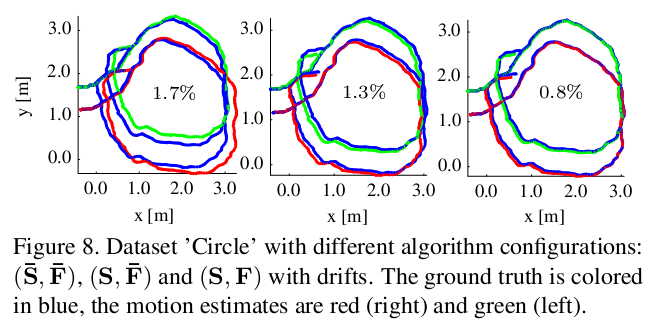 3.0
2.0
1.0
0.0
y [m]
1.7%
0.0 1.0 2.0 3.0
x [m]
3.0
2.0
1.0
0.0
1.3%
0.0 1.0 2.0 3.0
x [m]
3.0
2.0
1.0
0.0
0.8%
0.0 1.0 2.0 3.0
x [m]
Figure 8. Dataset 'Circle' with different algorithm configurations:
(S̄, F̄), (S, F̄) and (S, F) with drifts. The ground truth is colored
in blue, the motion estimates are red (right) and green (left).